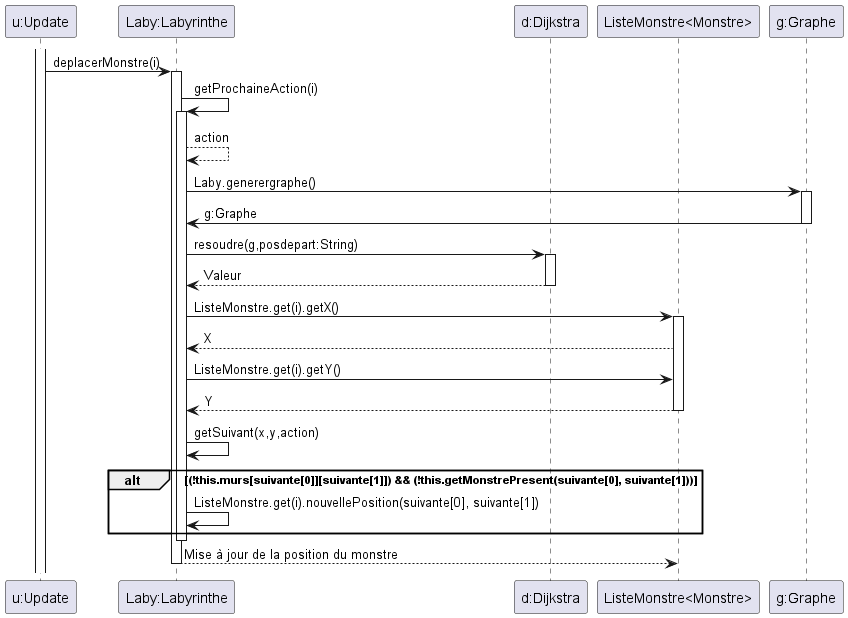 u:Update
Laby:Labyrinthe
d:Dijkstra
ListeMonstre<Monstre>
g:Graphe
deplacerMonstre(i)
getProchaineAction(i)
action
Laby.generergraphe()
g:Graphe
resoudre(g,posdepart:String)
Valeur
ListeMonstre.get(i).getX()
X
ListeMonstre.get(i).getY()
Y
getSuivant(x,y,action)
alt
[(!this.murs[suivante[0]][suivante[1]]) && (!this.getMonstrePresent(suivante[0], suivante[1]))]
ListeMonstre.get(i).nouvellePosition(suivante[0], suivante[1])
Mise à jour de la position du monstre
u:Update
Laby:Labyrinthe
d:Dijkstra
ListeMonstre<Monstre>
g:Graphe